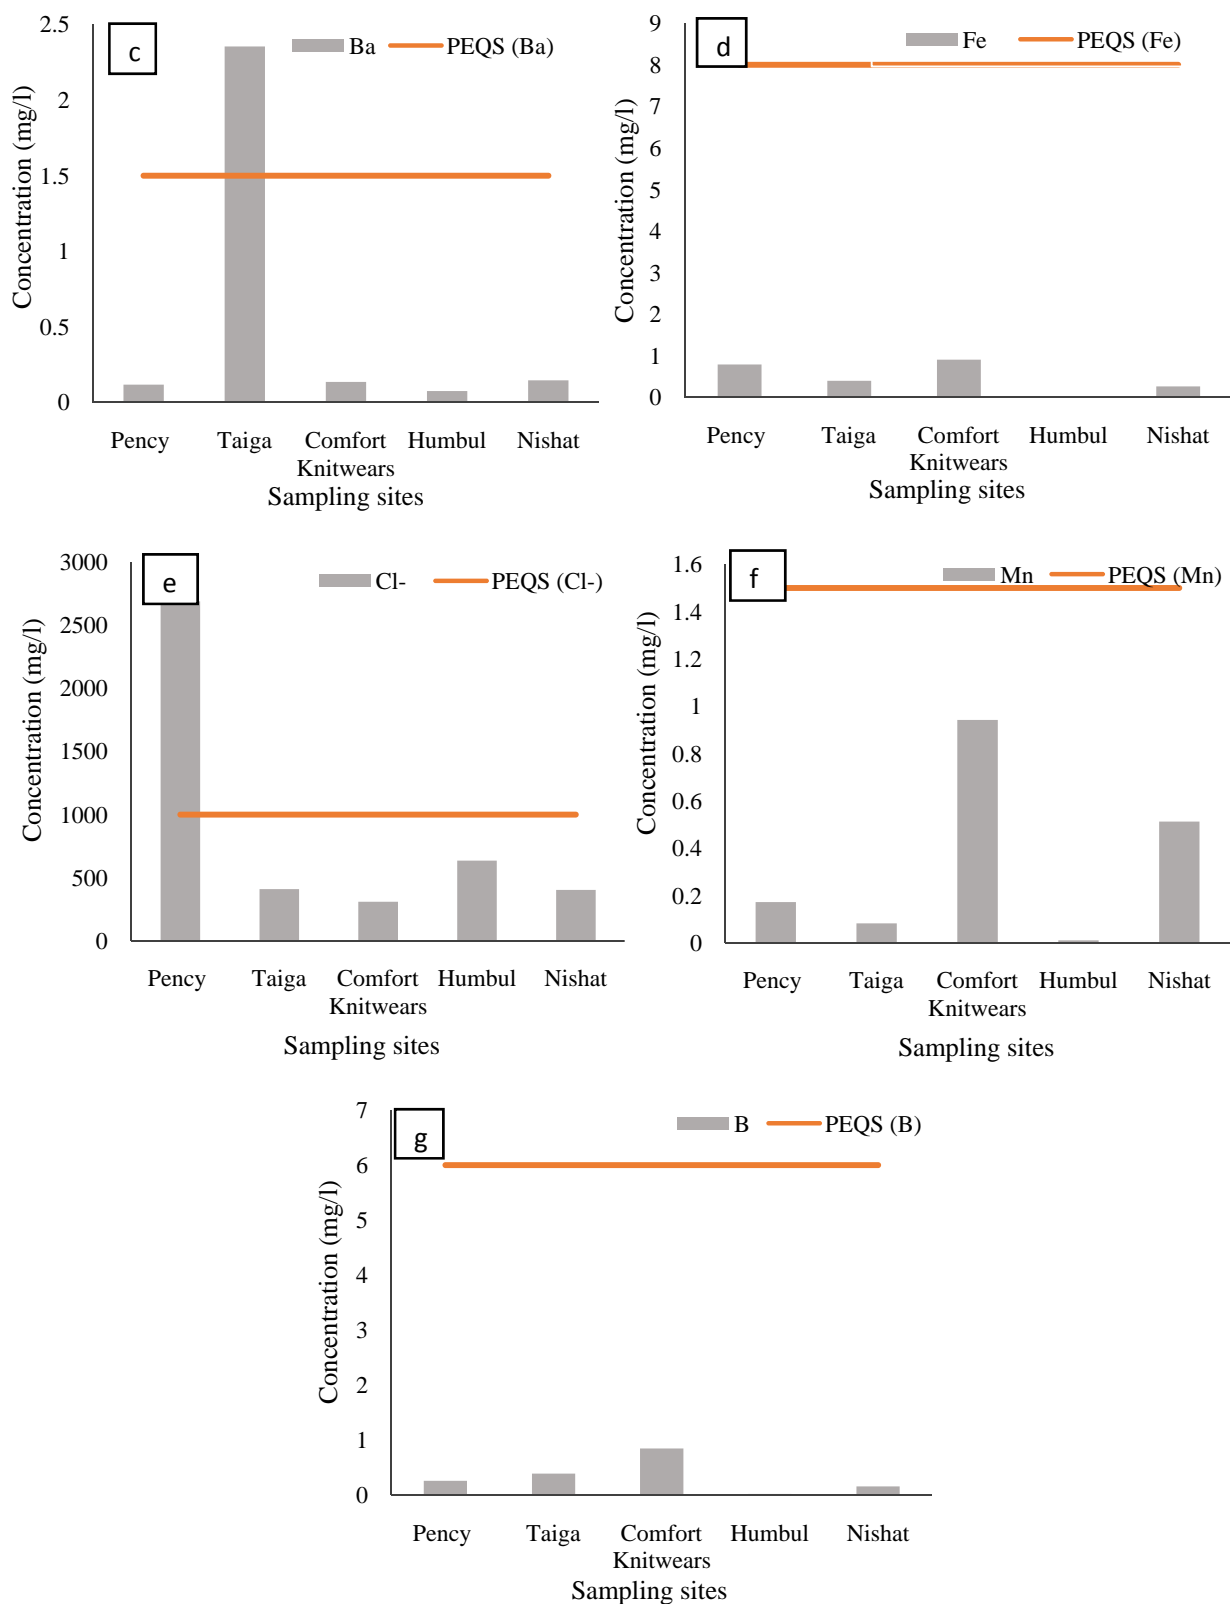 c
Ba PEQS (Ba)
Concentration (mg/l)
2.5
2
1.5
1
0.5
0
Pency Taiga Comfort Humbul Nishat
Knitwears
Sampling sites
d
Fe PEQS (Fe)
Concentration (mg/l)
9
8
7
6
5
4
3
2
1
0
Pency Taiga Comfort Humbul Nishat
Knitwears
Sampling sites
e
Cl- PEQS (Cl-)
Concentration (mg/l)
3000
2500
2000
1500
1000
500
0
Pency Taiga Comfort Humbul Nishat
Knitwears
Sampling sites
f
Mn PEQS (Mn)
Concentration (mg/l)
1.6
1.4
1.2
1
0.8
0.6
0.4
0.2
0
Pency Taiga Comfort Humbul Nishat
Knitwears
Sampling sites
g
B PEQS (B)
Concentration (mg/l)
7
6
5
4
3
2
1
0
Pency Taiga Comfort Humbul Nishat
Knitwears
Sampling sites